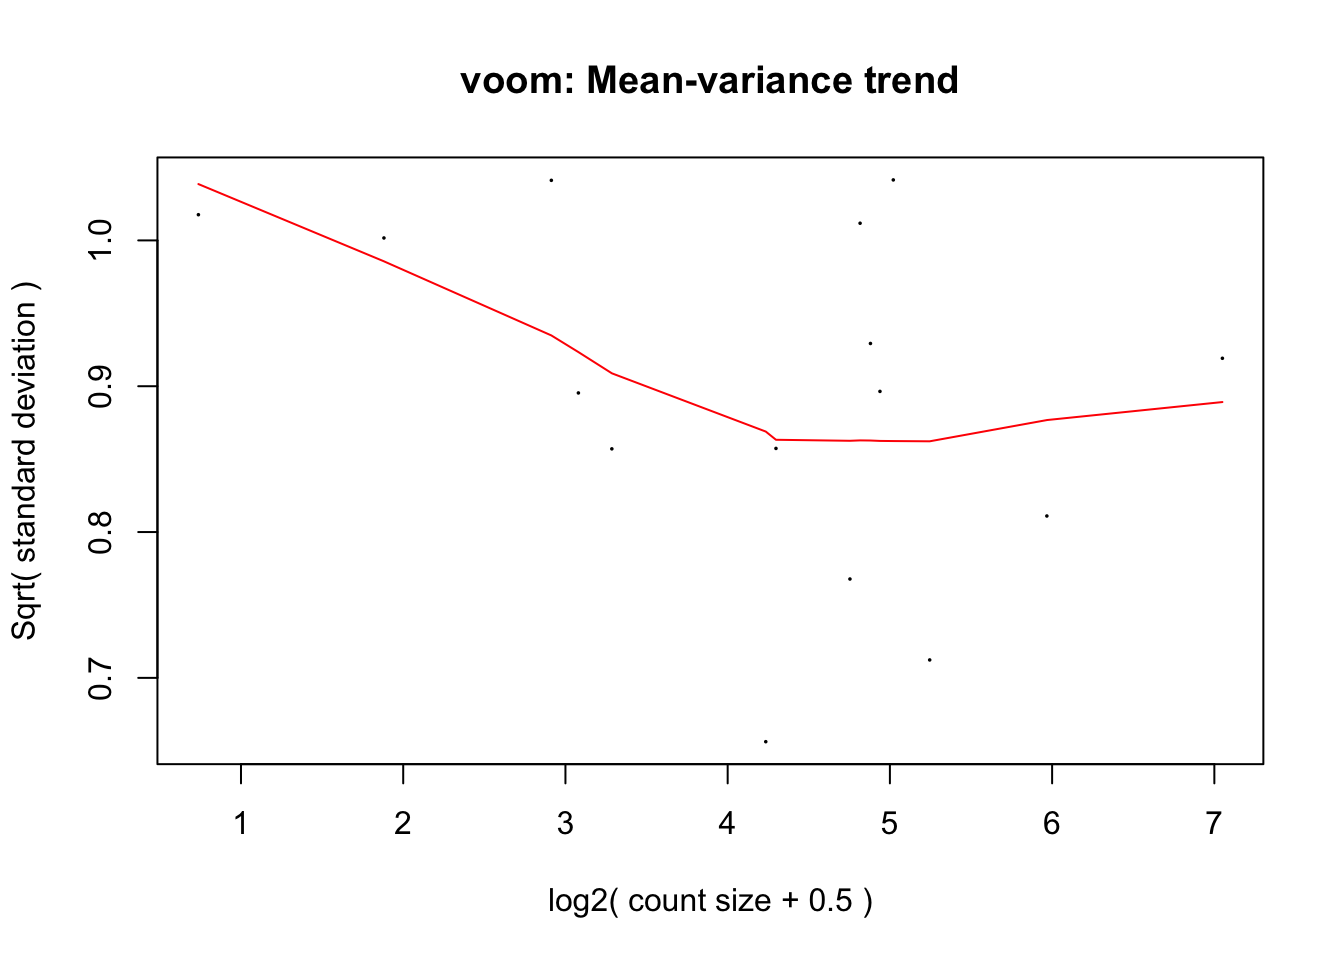 voom: Mean-variance trend
Sqrt( standard deviation )
1.0
0.9
0.8
0.7
1 2 3 4 5 6 7
log2( count size + 0.5 )